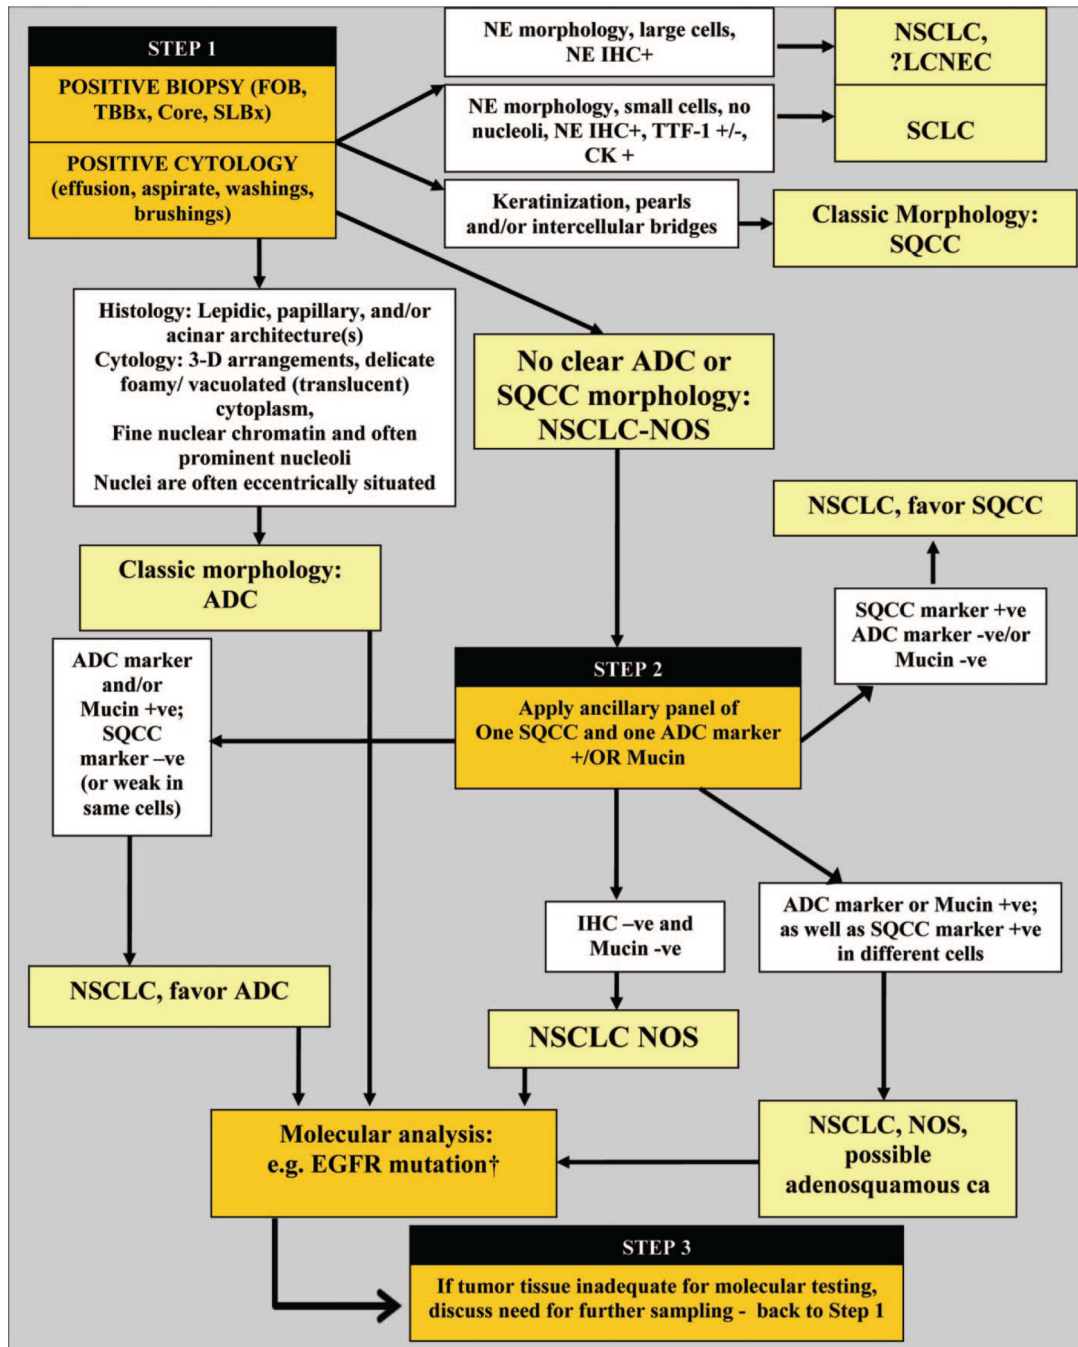 STEP 1
POSITIVE BIOPSY (FOB,
TBBx, Core, SLBx)
POSITIVE CYTOLOGY
(effusion, aspirate, washings,
brushings)
NE morphology, large cells,
NE IHC+
NSCLC,
?LCNEC
NE morphology, small cells, no
nucleoli, NE IHC+, TTF-1 +/-,
CK +
SCLC
Keratinization, pearls
and/or intercellular bridges
Classic Morphology:
SQCC
Histology: Lepidic, papillary, and/or
acinar architecture(s)
Cytology: 3-D arrangements, delicate
foamy/ vacuolated (translucent)
cytoplasm,
Fine nuclear chromatin and often
prominent nucleoli
Nuclei are often eccentrically situated
No clear ADC or
SQCC morphology:
NSCLC-NOS
Classic morphology:
ADC
NSCLC, favor SQCC
SQCC marker +ve
ADC marker -ve/or
Mucin -ve
STEP 2
Apply ancillary panel of
One SQCC and one ADC marker
+/OR Mucin
ADC marker
and/or
Mucin +ve;
SQCC
marker –ve
(or weak in
same cells)
IHC –ve and
Mucin -ve
ADC marker or Mucin +ve;
as well as SQCC marker +ve
in different cells
NSCLC, favor ADC
NSCLC NOS
NSCLC, NOS,
possible
adenosquamous ca
Molecular analysis:
e.g. EGFR mutation†
STEP 3
If tumor tissue inadequate for molecular testing,
discuss need for further sampling - back to Step 1